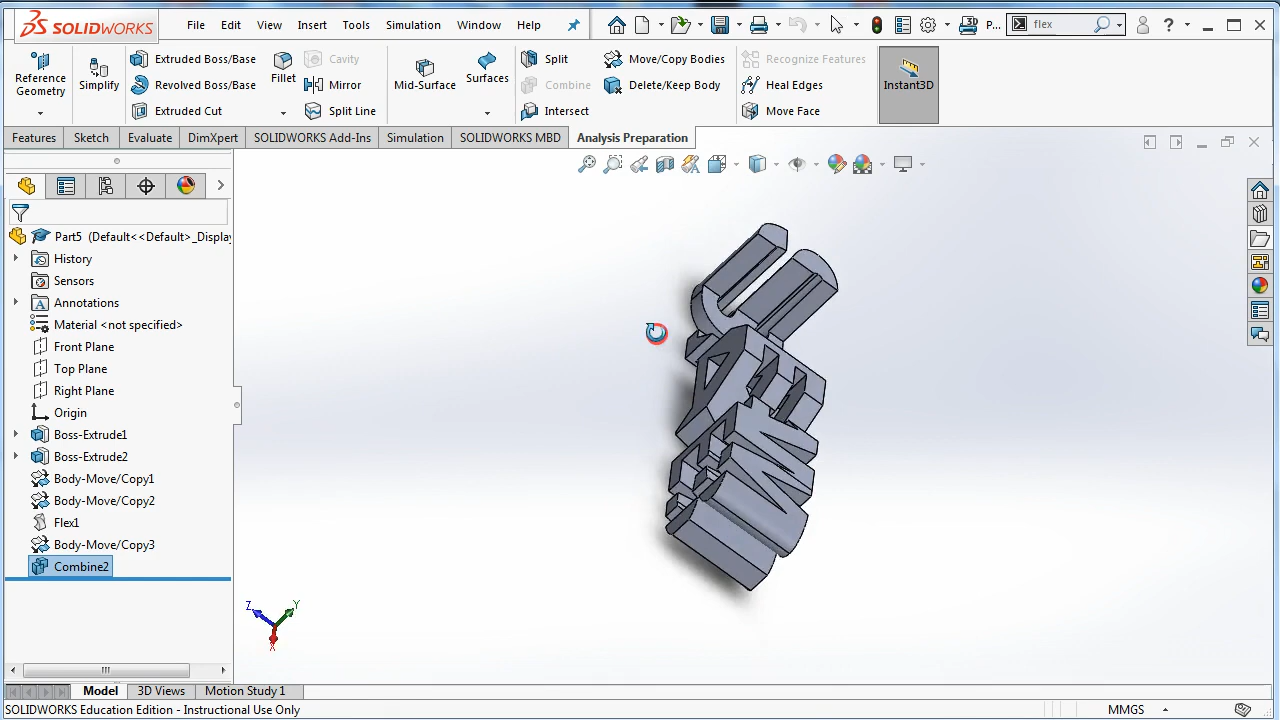 SOLIDWORKS File Edit View Insert Tools Simulation Window Help P... flex
Reference Geometry
Simplify
Extruded Boss/Base
Revolved Boss/Base
Extruded Cut
Fillet
Cavity
Mirror
Split Line
Mid-Surface
Surfaces
Split
Combine
Intersect
Move/Copy Bodies
Delete/Keep Body
Recognize Features
Heal Edges
Move Face
Instant3D
Features Sketch Evaluate DimXpert SOLIDWORKS Add-Ins Simulation SOLIDWORKS MBD Analysis Preparation
Part5 (Default<<Default>_Display
History
Sensors
Annotations
Material <not specified>
Front Plane
Top Plane
Right Plane
Origin
Boss-Extrude1
Boss-Extrude2
Body-Move/Copy1
Body-Move/Copy2
Flex1
Body-Move/Copy3
Combine2
Z Y
X
Model 3D Views Motion Study 1
SOLIDWORKS Education Edition - Instructional Use Only MMGS